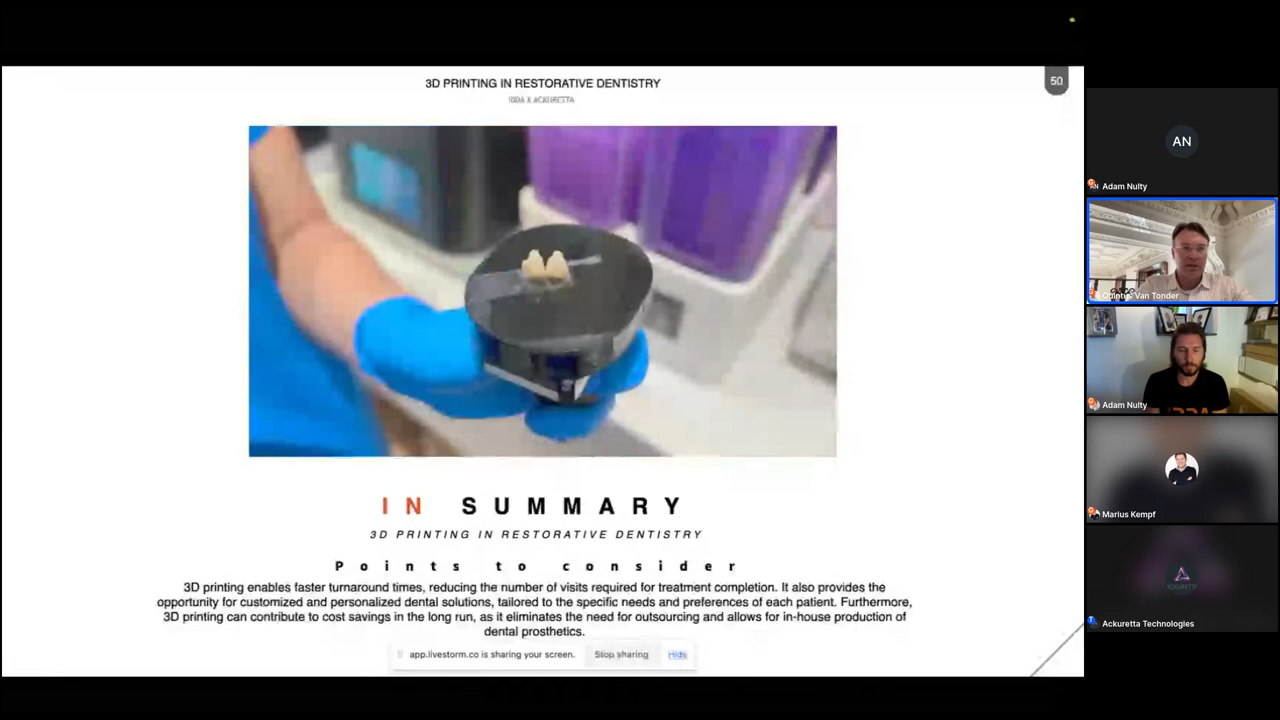 3D PRINTING IN RESTORATIVE DENTISTRY
50
IN SUMMARY
3D PRINTING IN RESTORATIVE DENTISTRY
Points to consider
3D printing enables faster turnaround times, reducing the number of visits required for treatment completion. It also provides the
opportunity for customized and personalized dental solutions, tailored to the specific needs and preferences of each patient. Furthermore,
3D printing can contribute to cost savings in the long run, as it eliminates the need for outsourcing and allows for in-house production of
dental prosthetics.
app.livestorm.co is sharing your screen.
Stop sharing
Hide
AN
Adam Nulty
Van Tonder
Adam Nulty
Marius Kempf
Ackuretta Technologies